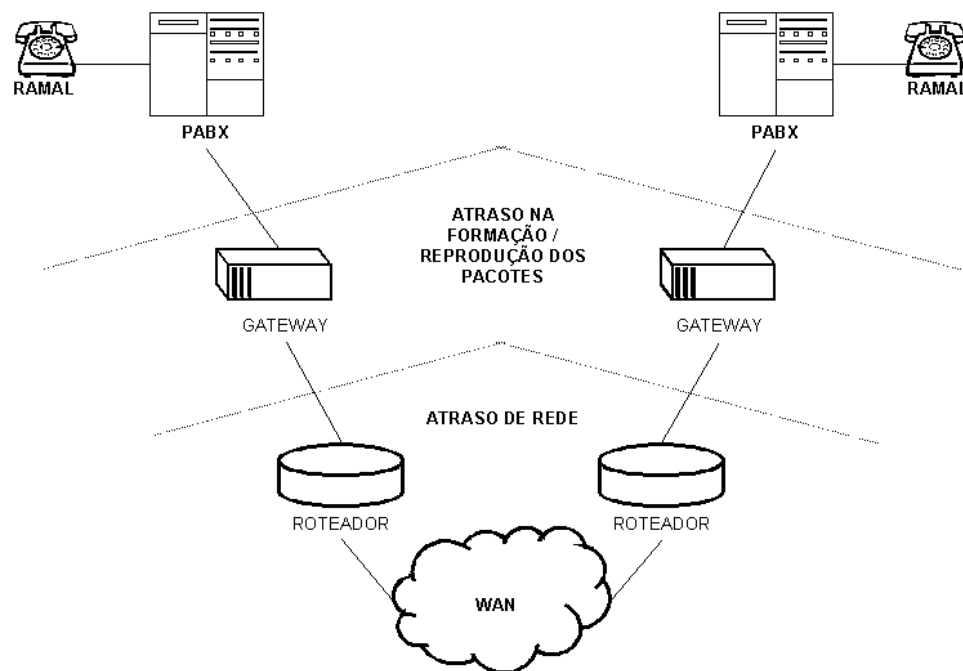 RAMAL
RAMAL
PABX
PABX
ATRASO NA
FORMAÇÃO /
REPRODUÇÃO DOS
PACOTES
GATEWAY
GATEWAY
ATRASO DE REDE
ROTEADOR
ROTEADOR
WAN